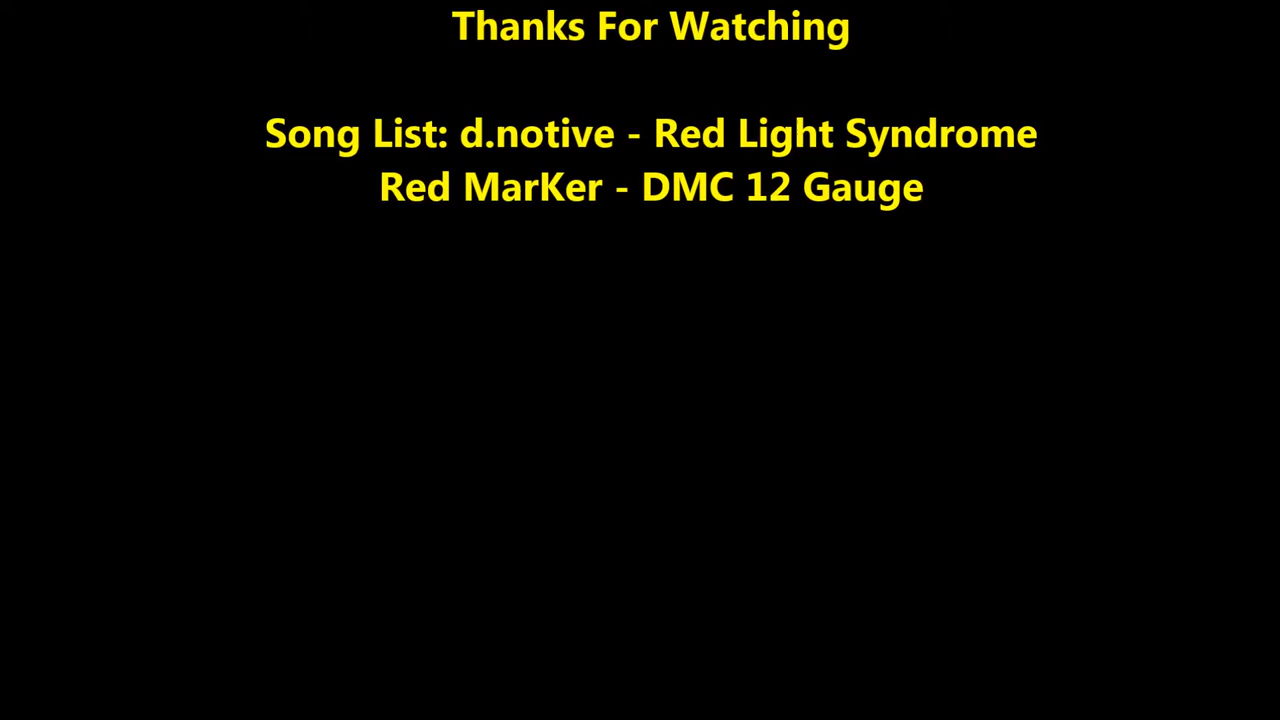 Thanks For Watching
Song List: d.notive - Red Light Syndrome
Red MarKer - DMC 12 Gauge